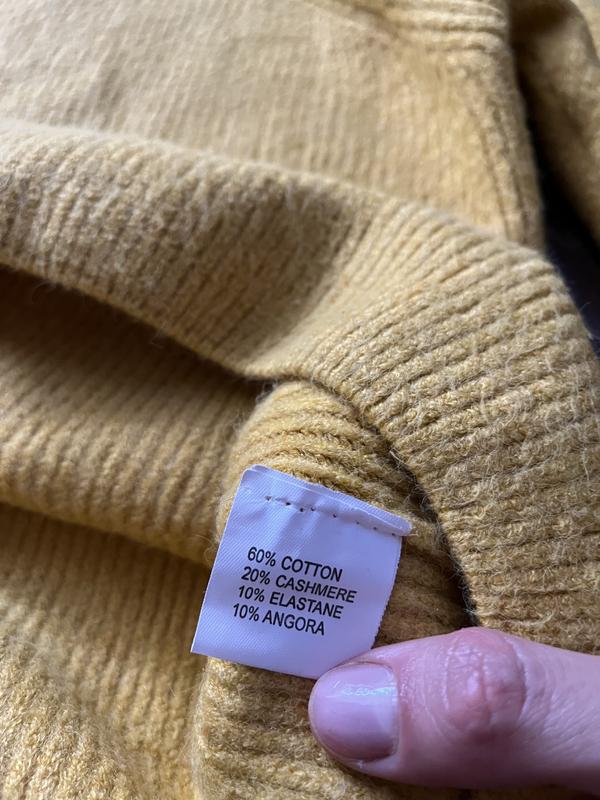 60% COTTON
20% CASHMERE
10% ELASTANE
10% ANGORA